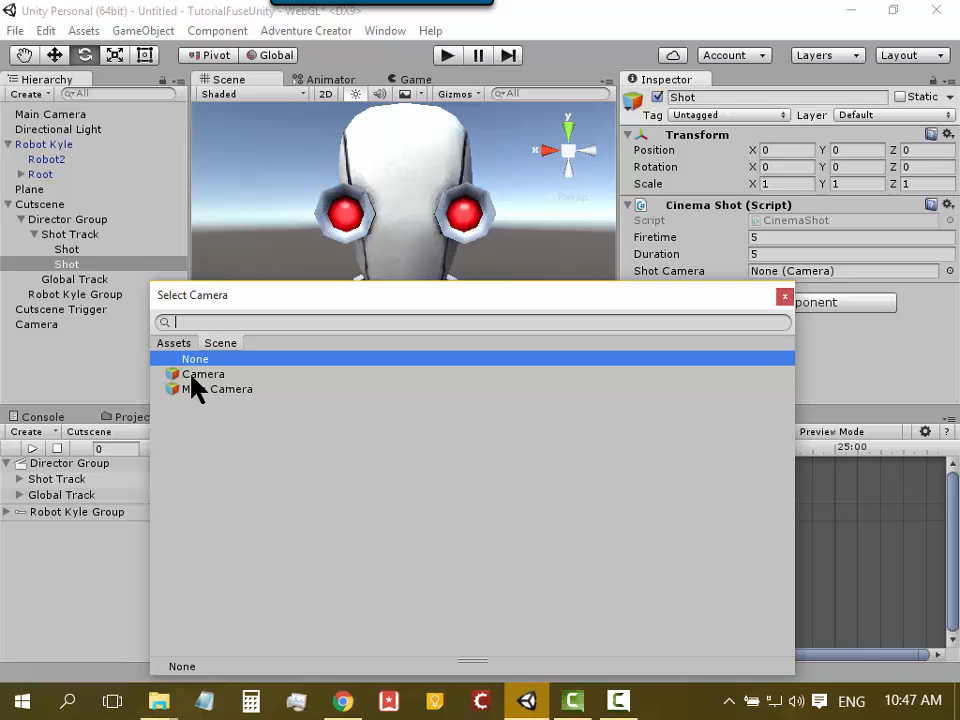 Unity Personal (64bit) - Untitled - TutorialFuseUnity - WebGL* <DX9>
File Edit Assets GameObject Component Adventure Creator Window Help
Pivot Global Account Layers Layout
Hierarchy Scene Animator Game Inspector
Create All Shaded 2D Gizmos All Shot Static
Main Camera
Tag Untagged Layer Default
Directional Light
Transform
Robot Kyle
Position X 0 Y 0 Z 0
Robot2
Rotation X 0 Y 0 Z 0
Root
Scale X 1 Y 1 Z 1
Plane
Cutscene
Cinema Shot (Script)
Director Group
Script CinemaShot
Shot Track
Firetime 5
Shot
Duration 5
Shot
Shot Camera None (Camera)
Global Track
Robot Kyle Group
Cutscene Trigger
Camera
y
x
Persp
Select Camera
x
ponent
Assets Scene
None
Camera
Camera
None
Console Projec
Create Cutscene Preview Mode ?
0 25:00
Director Group
Shot Track
Global Track
Robot Kyle Group
ENG 10:47 AM